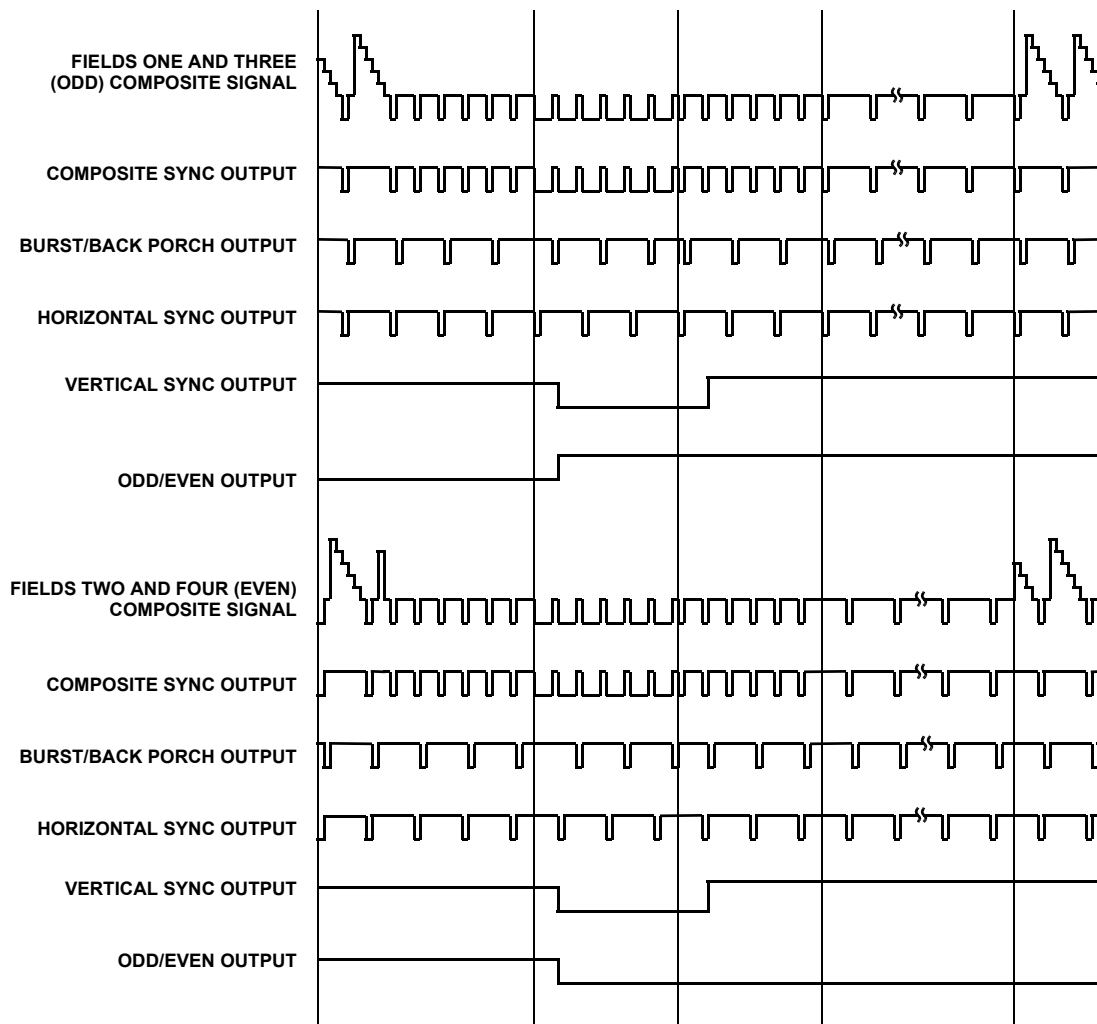 FIELDS ONE AND THREE
(ODD) COMPOSITE SIGNAL
COMPOSITE SYNC OUTPUT
BURST/BACK PORCH OUTPUT
HORIZONTAL SYNC OUTPUT
VERTICAL SYNC OUTPUT
ODD/EVEN OUTPUT
FIELDS TWO AND FOUR (EVEN)
COMPOSITE SIGNAL
COMPOSITE SYNC OUTPUT
BURST/BACK PORCH OUTPUT
HORIZONTAL SYNC OUTPUT
VERTICAL SYNC OUTPUT
ODD/EVEN OUTPUT